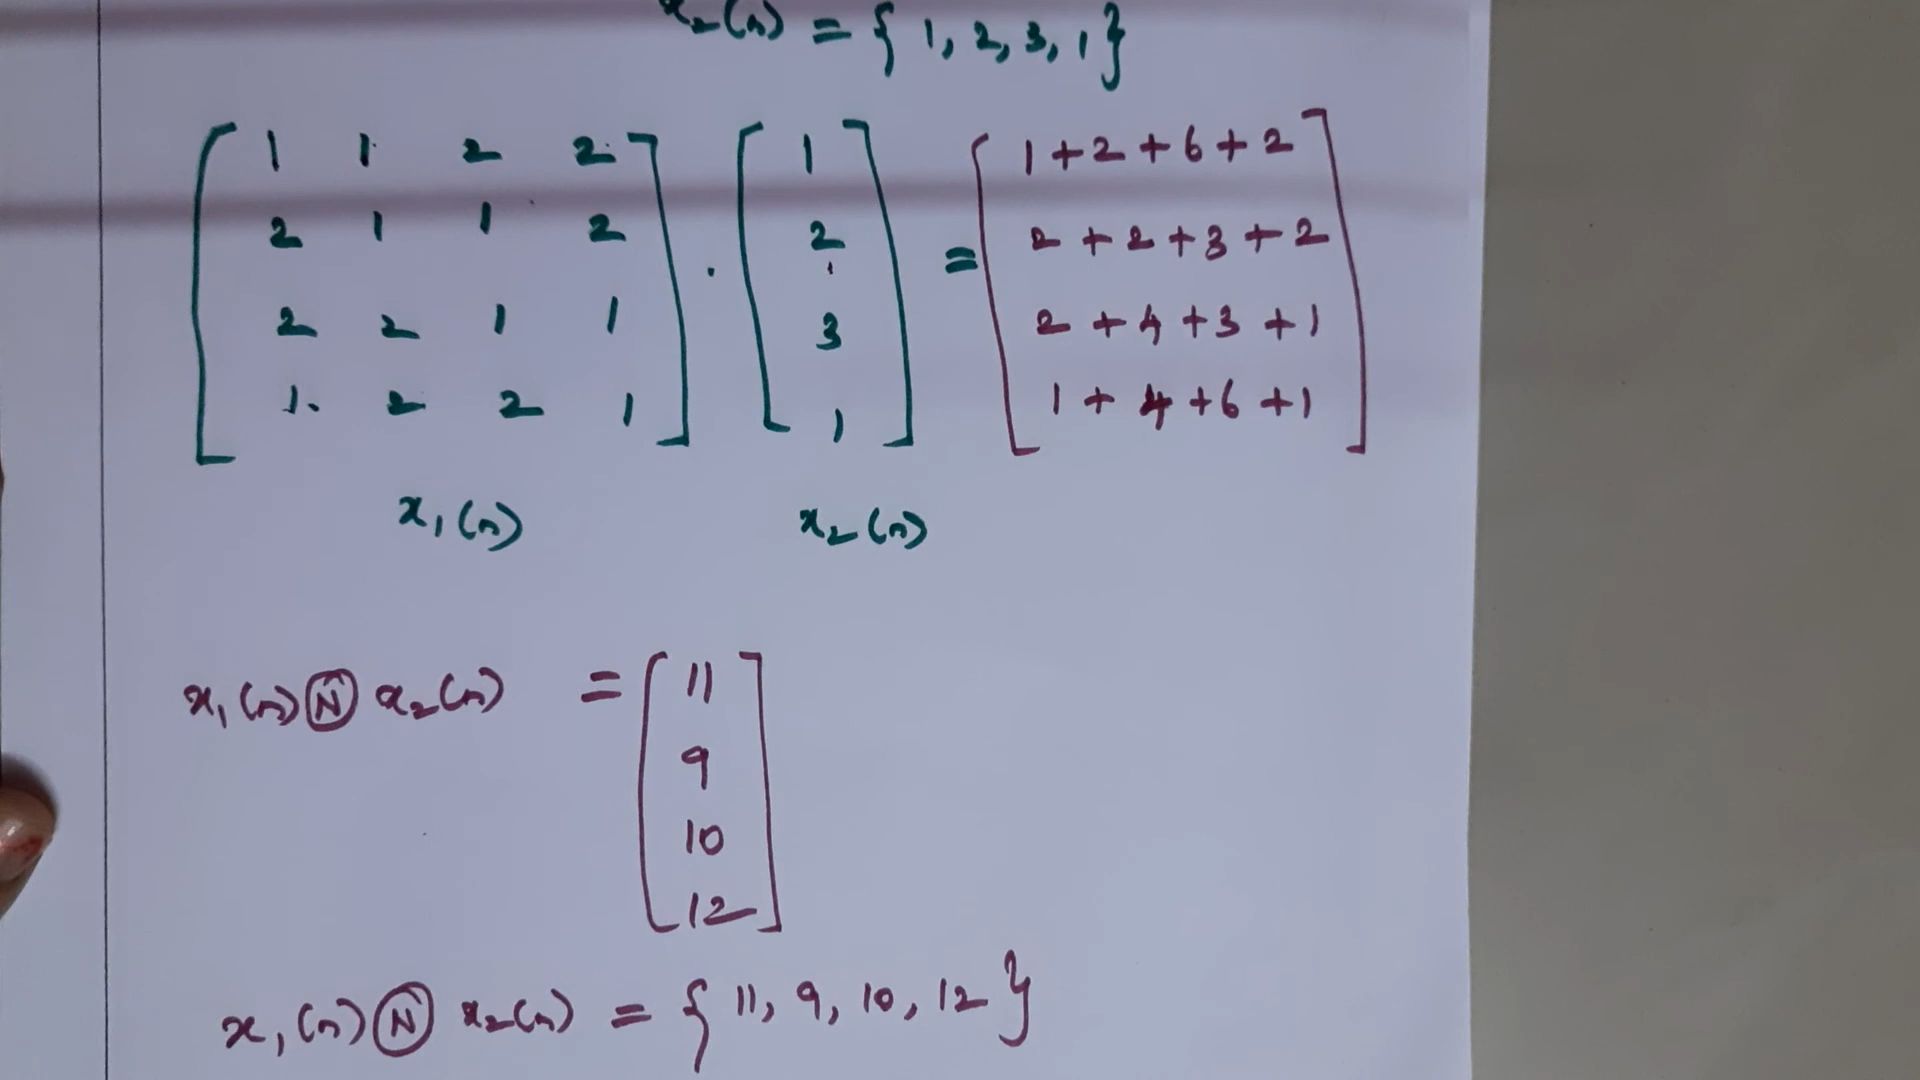 x₂(n) = { 1, 2, 3, 1 }
[ 1 1 2 2 ] [ 1 ] [ 1 + 2 + 6 + 2 ]
[ 2 1 1 2 ] . [ 2 ] = [ 2 + 2 + 3 + 2 ]
[ 2 2 1 1 ] [ 3 ] [ 2 + 4 + 3 + 1 ]
[ 1 2 2 1 ] [ 1 ] [ 1 + 4 + 6 + 1 ]
x₁(n) x₂(n)
x₁(n) Ⓝ x₂(n) = [ 11
9
10
12 ]
x₁(n) Ⓝ x₂(n) = { 11, 9, 10, 12 }